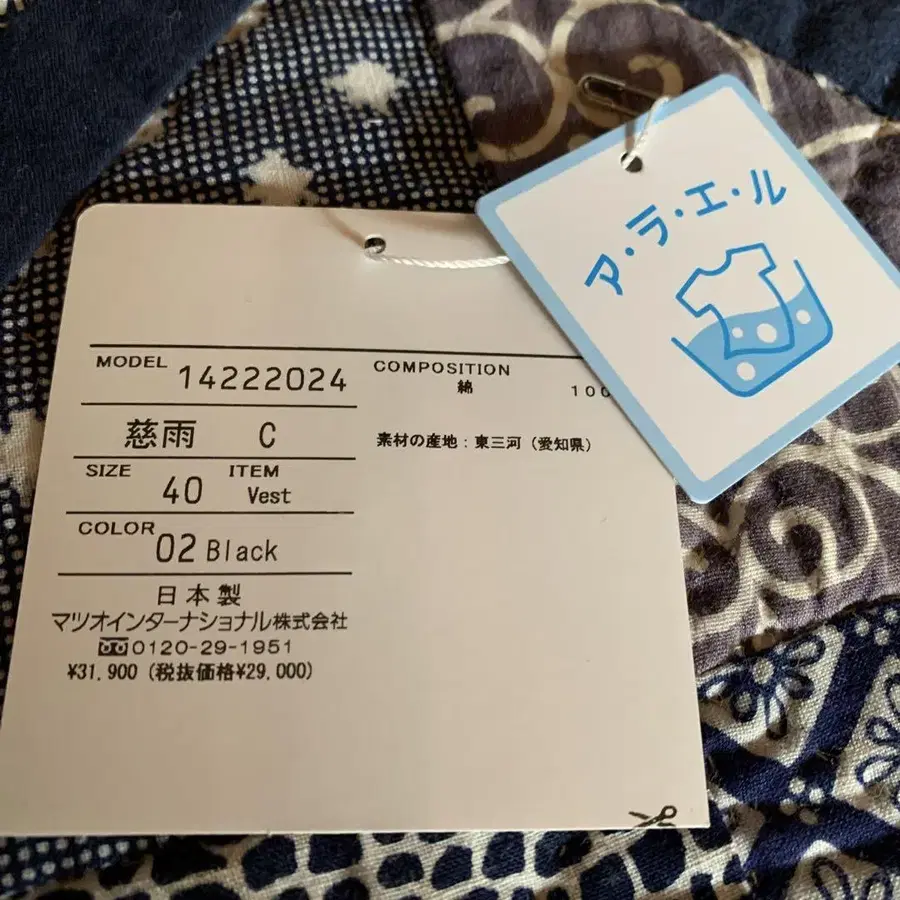 ア・ラ・エ・ル
MODEL 14222024
慈雨 C
SIZE 40 ITEM Vest
COLOR 02 Black
日本製
マツオインターナショナル株式会社
0120-29-1951
¥31,900 (税抜価格¥29,000)
COMPOSITION
綿 100
素材の産地:東三河(愛知県)